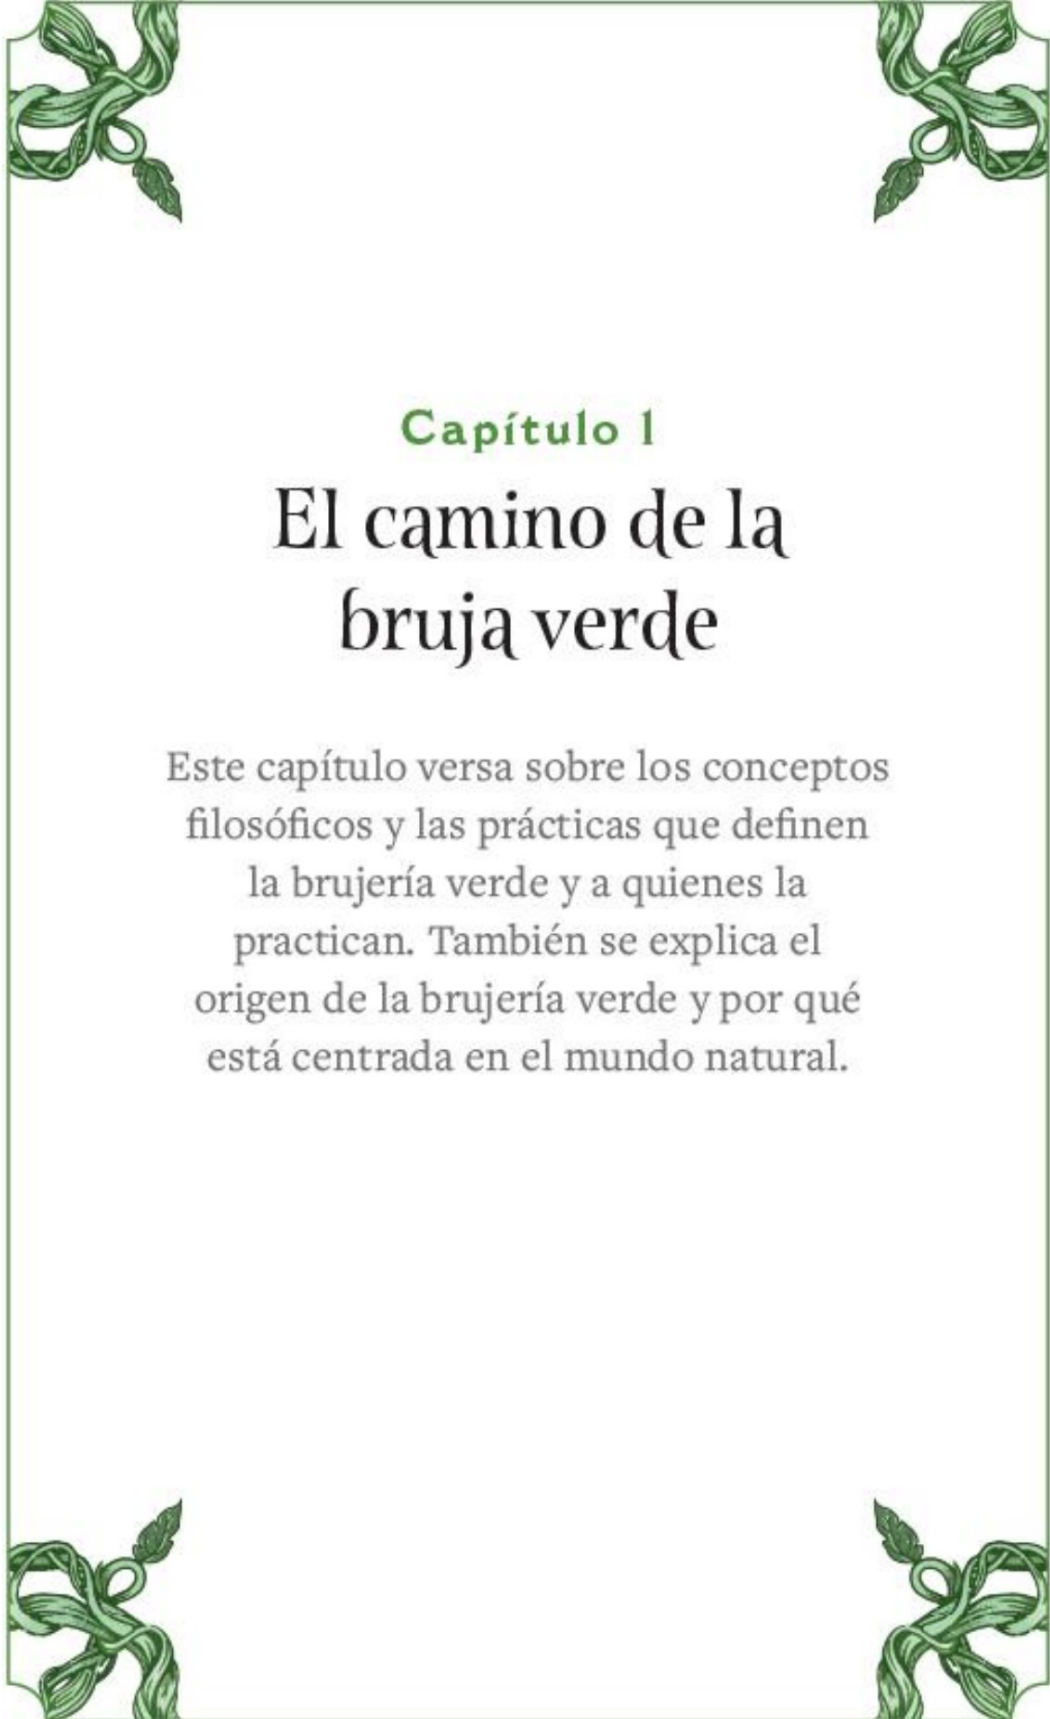 Capítulo 1
El camino de la
bruja verde
Este capítulo versa sobre los conceptos
filosóficos y las prácticas que definen
la brujería verde y a quienes la
practican. También se explica el
origen de la brujería verde y por qué
está centrada en el mundo natural.